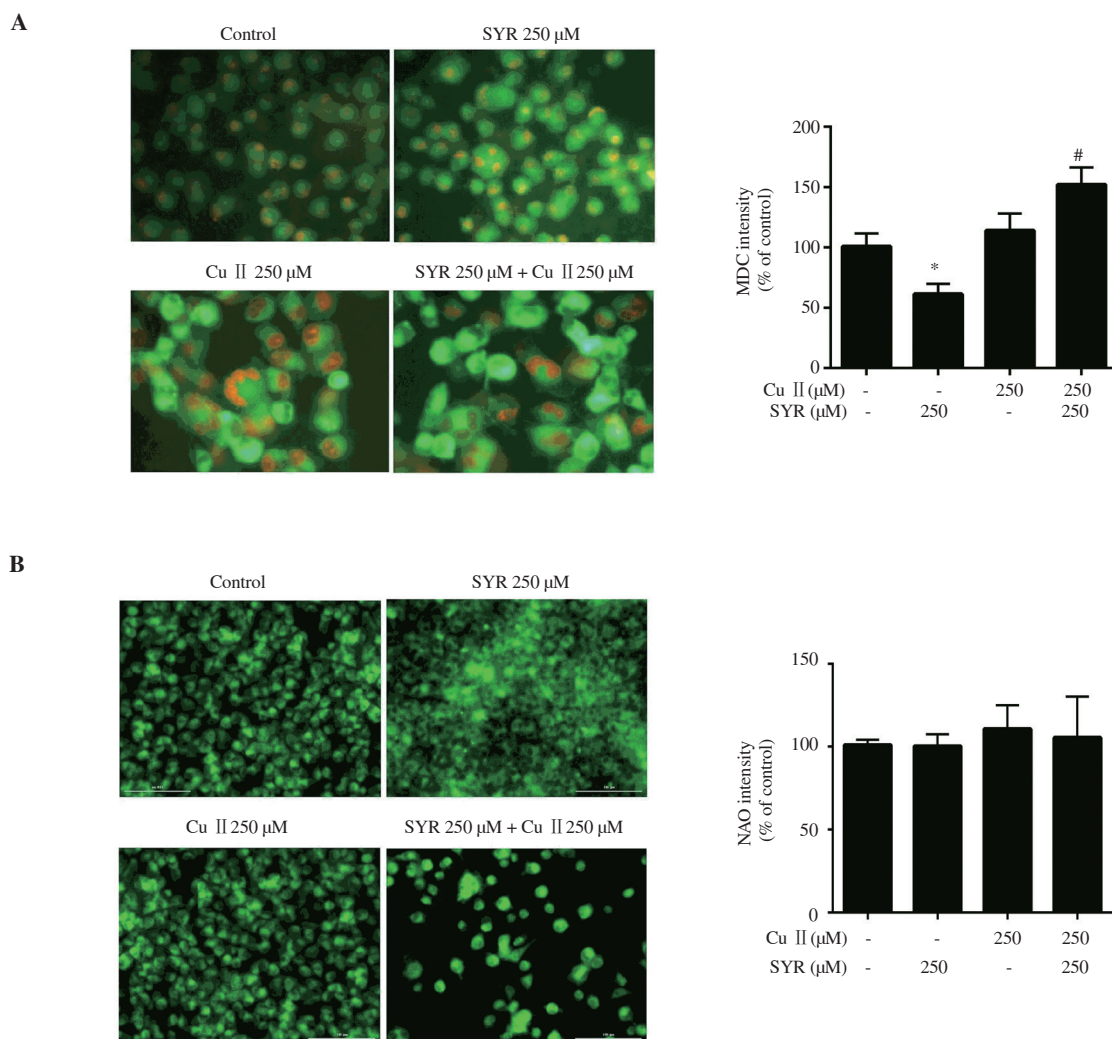 A
Control
SYR 250 μM
Cu Ⅱ 250 μM
SYR 250 μM + Cu Ⅱ 250 μM
MDC intensity
(% of control)
200
150
100
50
0
*
#
Cu Ⅱ (μM) - - 250 250
SYR (μM) - 250 - 250
B
Control
SYR 250 μM
Cu Ⅱ 250 μM
SYR 250 μM + Cu Ⅱ 250 μM
NAO intensity
(% of control)
150
100
50
0
Cu Ⅱ (μM) - - 250 250
SYR (μM) - 250 - 250